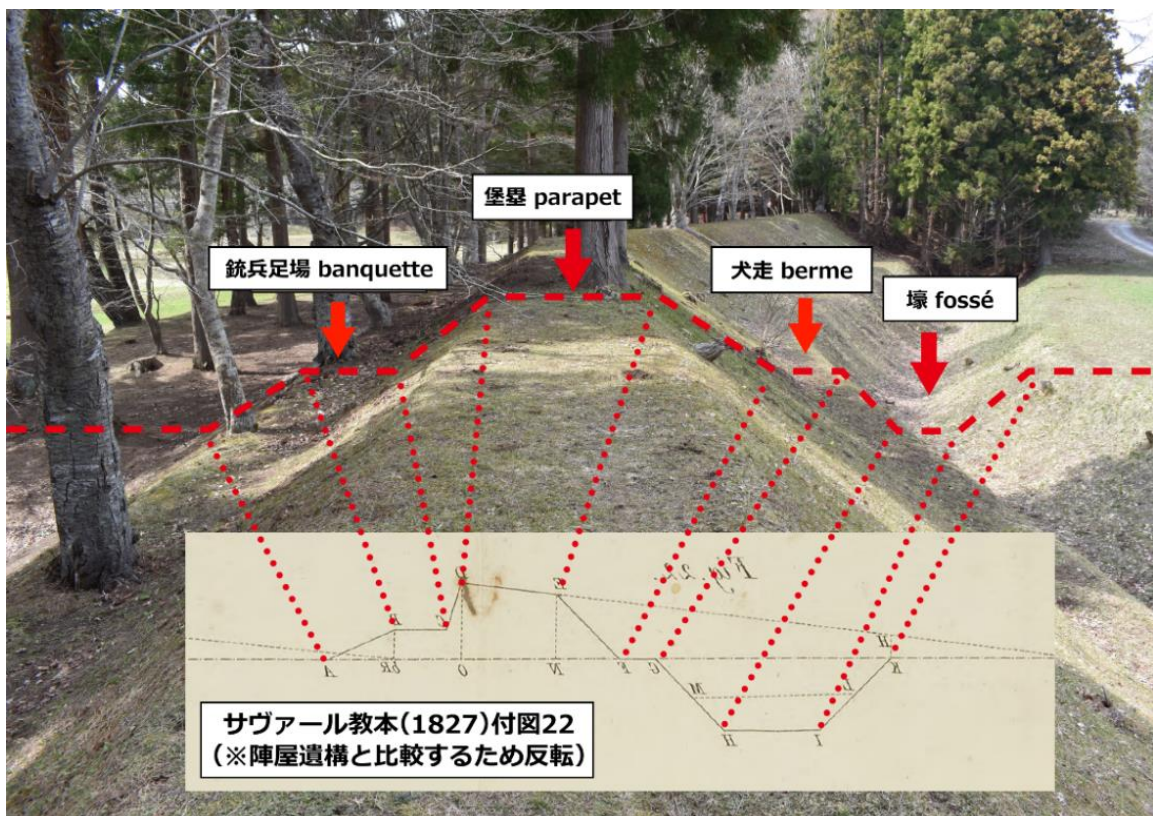 堡塁 parapet
銃兵足場 banquette
犬走 berme
壕 fossé
Fig. 22.
D
E
B
C
H
A
O
N
F
G
K
M
L
H
I
サヴァール教本(1827)付図22
(※陣屋遺構と比較するため反転)